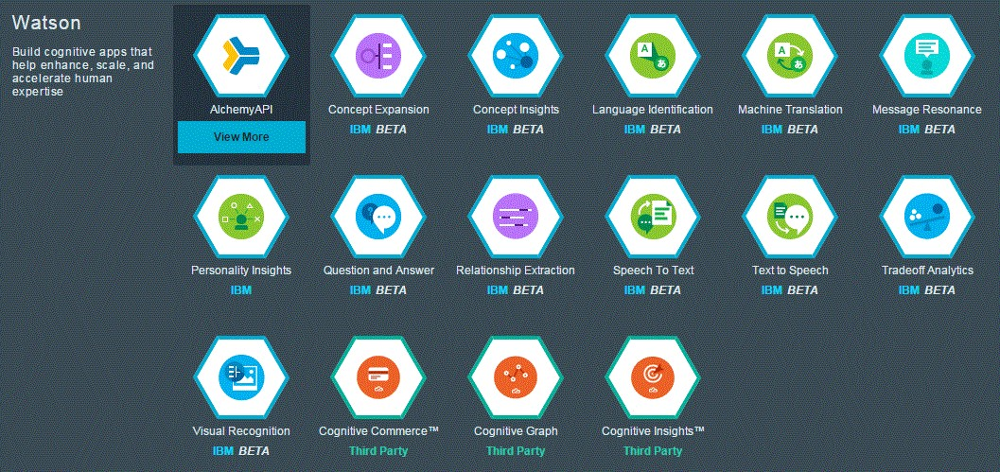 Watson
Build cognitive apps that
help enhance, scale, and
accelerate human
expertise
A
あ
A
あ
AlchemyAPI
Concept Expansion
Concept Insights
Language Identification
Machine Translation
Message Resonance
View More
IBM BETA
IBM BETA
IBM BETA
IBM BETA
IBM BETA
Personality Insights
Question and Answer
Relationship Extraction
Speech To Text
Text to Speech
Tradeoff Analytics
IBM
IBM BETA
IBM BETA
IBM BETA
IBM BETA
IBM BETA
Visual Recognition
Cognitive Commerce™
Cognitive Graph
Cognitive Insights™
IBM BETA
Third Party
Third Party
Third Party